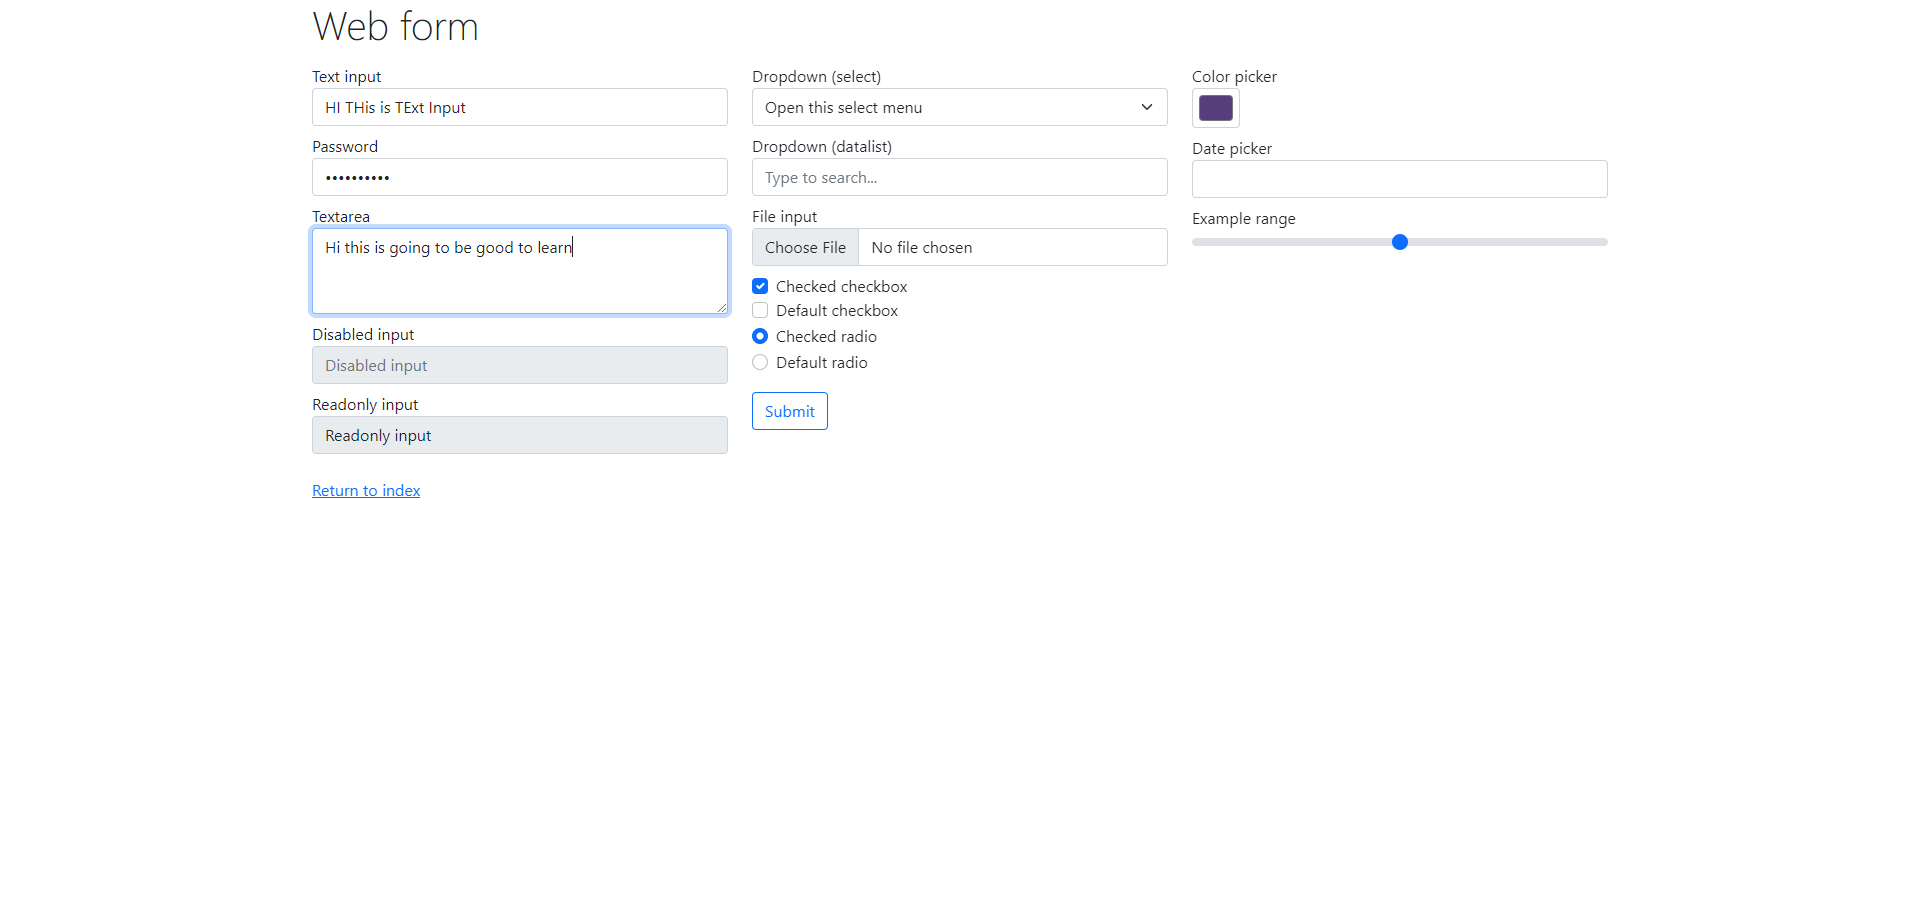 Web form
Text input
HI THis is TExt Input
Password
••••••••••
Textarea
Hi this is going to be good to learn
Disabled input
Disabled input
Readonly input
Readonly input
Return to index
Dropdown (select)
Open this select menu
Dropdown (datalist)
Type to search...
File input
Choose File No file chosen
Checked checkbox
Default checkbox
Checked radio
Default radio
Submit
Color picker
Date picker
Example range